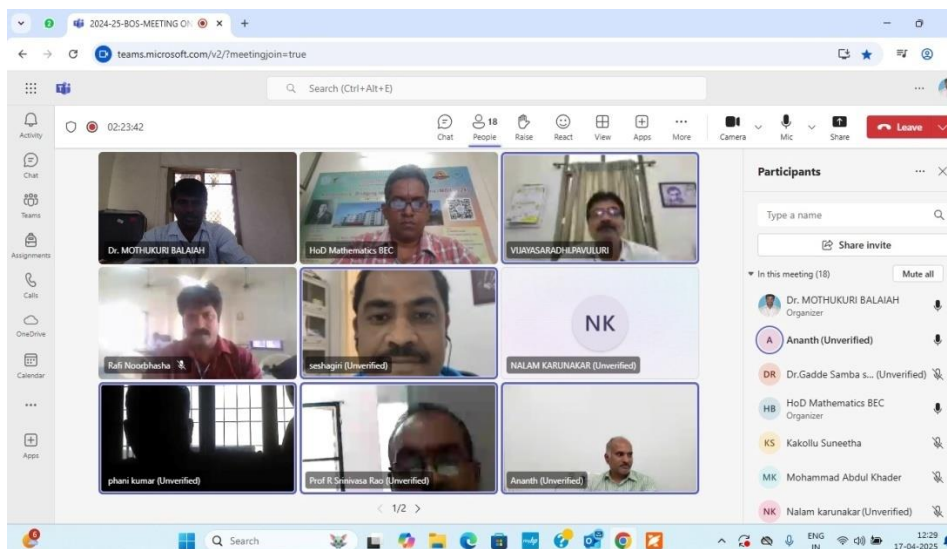 2024-25-BOS-MEETING ON
teams.microsoft.com/v2/?meetingjoin=true
Search (Ctrl+Alt+E)
02:23:42
Chat
18
People
Raise
React
View
Apps
More
Camera
Mic
Share
Leave
Activity
Chat
Teams
Assignments
Calls
OneDrive
Calendar
Apps
Dr. MOTHUKURI BALAIAH
HoD Mathematics BEC
VIJAYASARADHI.PAVULURI
Rafi Noorbhasha
seshagiri (Unverified)
NK
NALAM KARUNAKAR (Unverified)
phani kumar (Unverified)
Prof R Srinivasa Rao (Unverified)
Ananth (Unverified)
1/2
Participants
Type a name
Share invite
In this meeting (18)
Mute all
Dr. MOTHUKURI BALAIAH
Organizer
A
Ananth (Unverified)
DR
Dr.Gadde Samba s... (Unverified)
HB
HoD Mathematics BEC
Organizer
KS
Kakollu Suneetha
MK
Mohammad Abdul Khader
NK
Nalam karunakar (Unverified)
6
Search
ENG
IN
12:29
17-04-2025